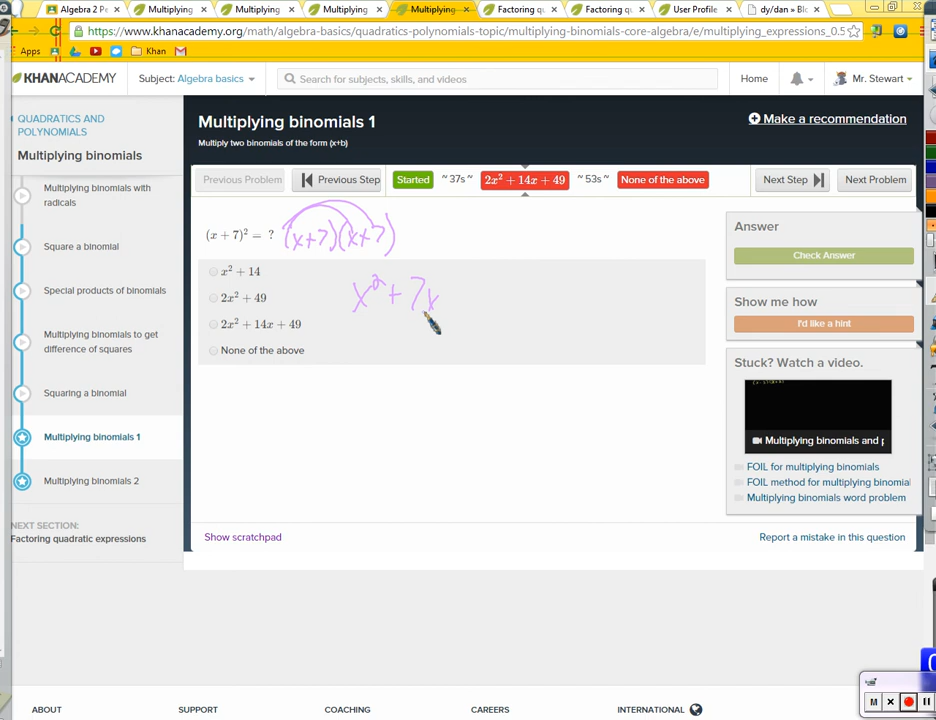 Algebra 2 Pe
Multiplying
Multiplying
Multiplying
Multiplying
Factoring qu
Factoring qu
User Profile
dy/dan » Blo
https://www.khanacademy.org/math/algebra-basics/quadratics-polynomials-topic/multiplying-binomials-core-algebra/e/multiplying_expressions_0.5
Apps
Khan
KHANACADEMY
Subject: Algebra basics
Search for subjects, skills, and videos
Home
Mr. Stewart
QUADRATICS AND
POLYNOMIALS
Multiplying binomials
Multiplying binomials with
radicals
Square a binomial
Special products of binomials
Multiplying binomials to get
difference of squares
Squaring a binomial
Multiplying binomials 1
Multiplying binomials 2
NEXT SECTION:
Factoring quadratic expressions
Multiplying binomials 1
Multiply two binomials of the form (x+b)
Make a recommendation
Previous Problem
Previous Step
Started
~ 37s ~
2x² + 14x + 49
~ 53s ~
None of the above
Next Step
Next Problem
(x + 7)² = ? (x+7)(x+7)
x² + 14
2x² + 49
2x² + 14x + 49
None of the above
x² + 7x
Answer
Check Answer
Show me how
I'd like a hint
Stuck? Watch a video.
Multiplying binomials and p
FOIL for multiplying binomials
FOIL method for multiplying binomial
Multiplying binomials word problem
Show scratchpad
Report a mistake in this question
ABOUT
SUPPORT
COACHING
CAREERS
INTERNATIONAL
M